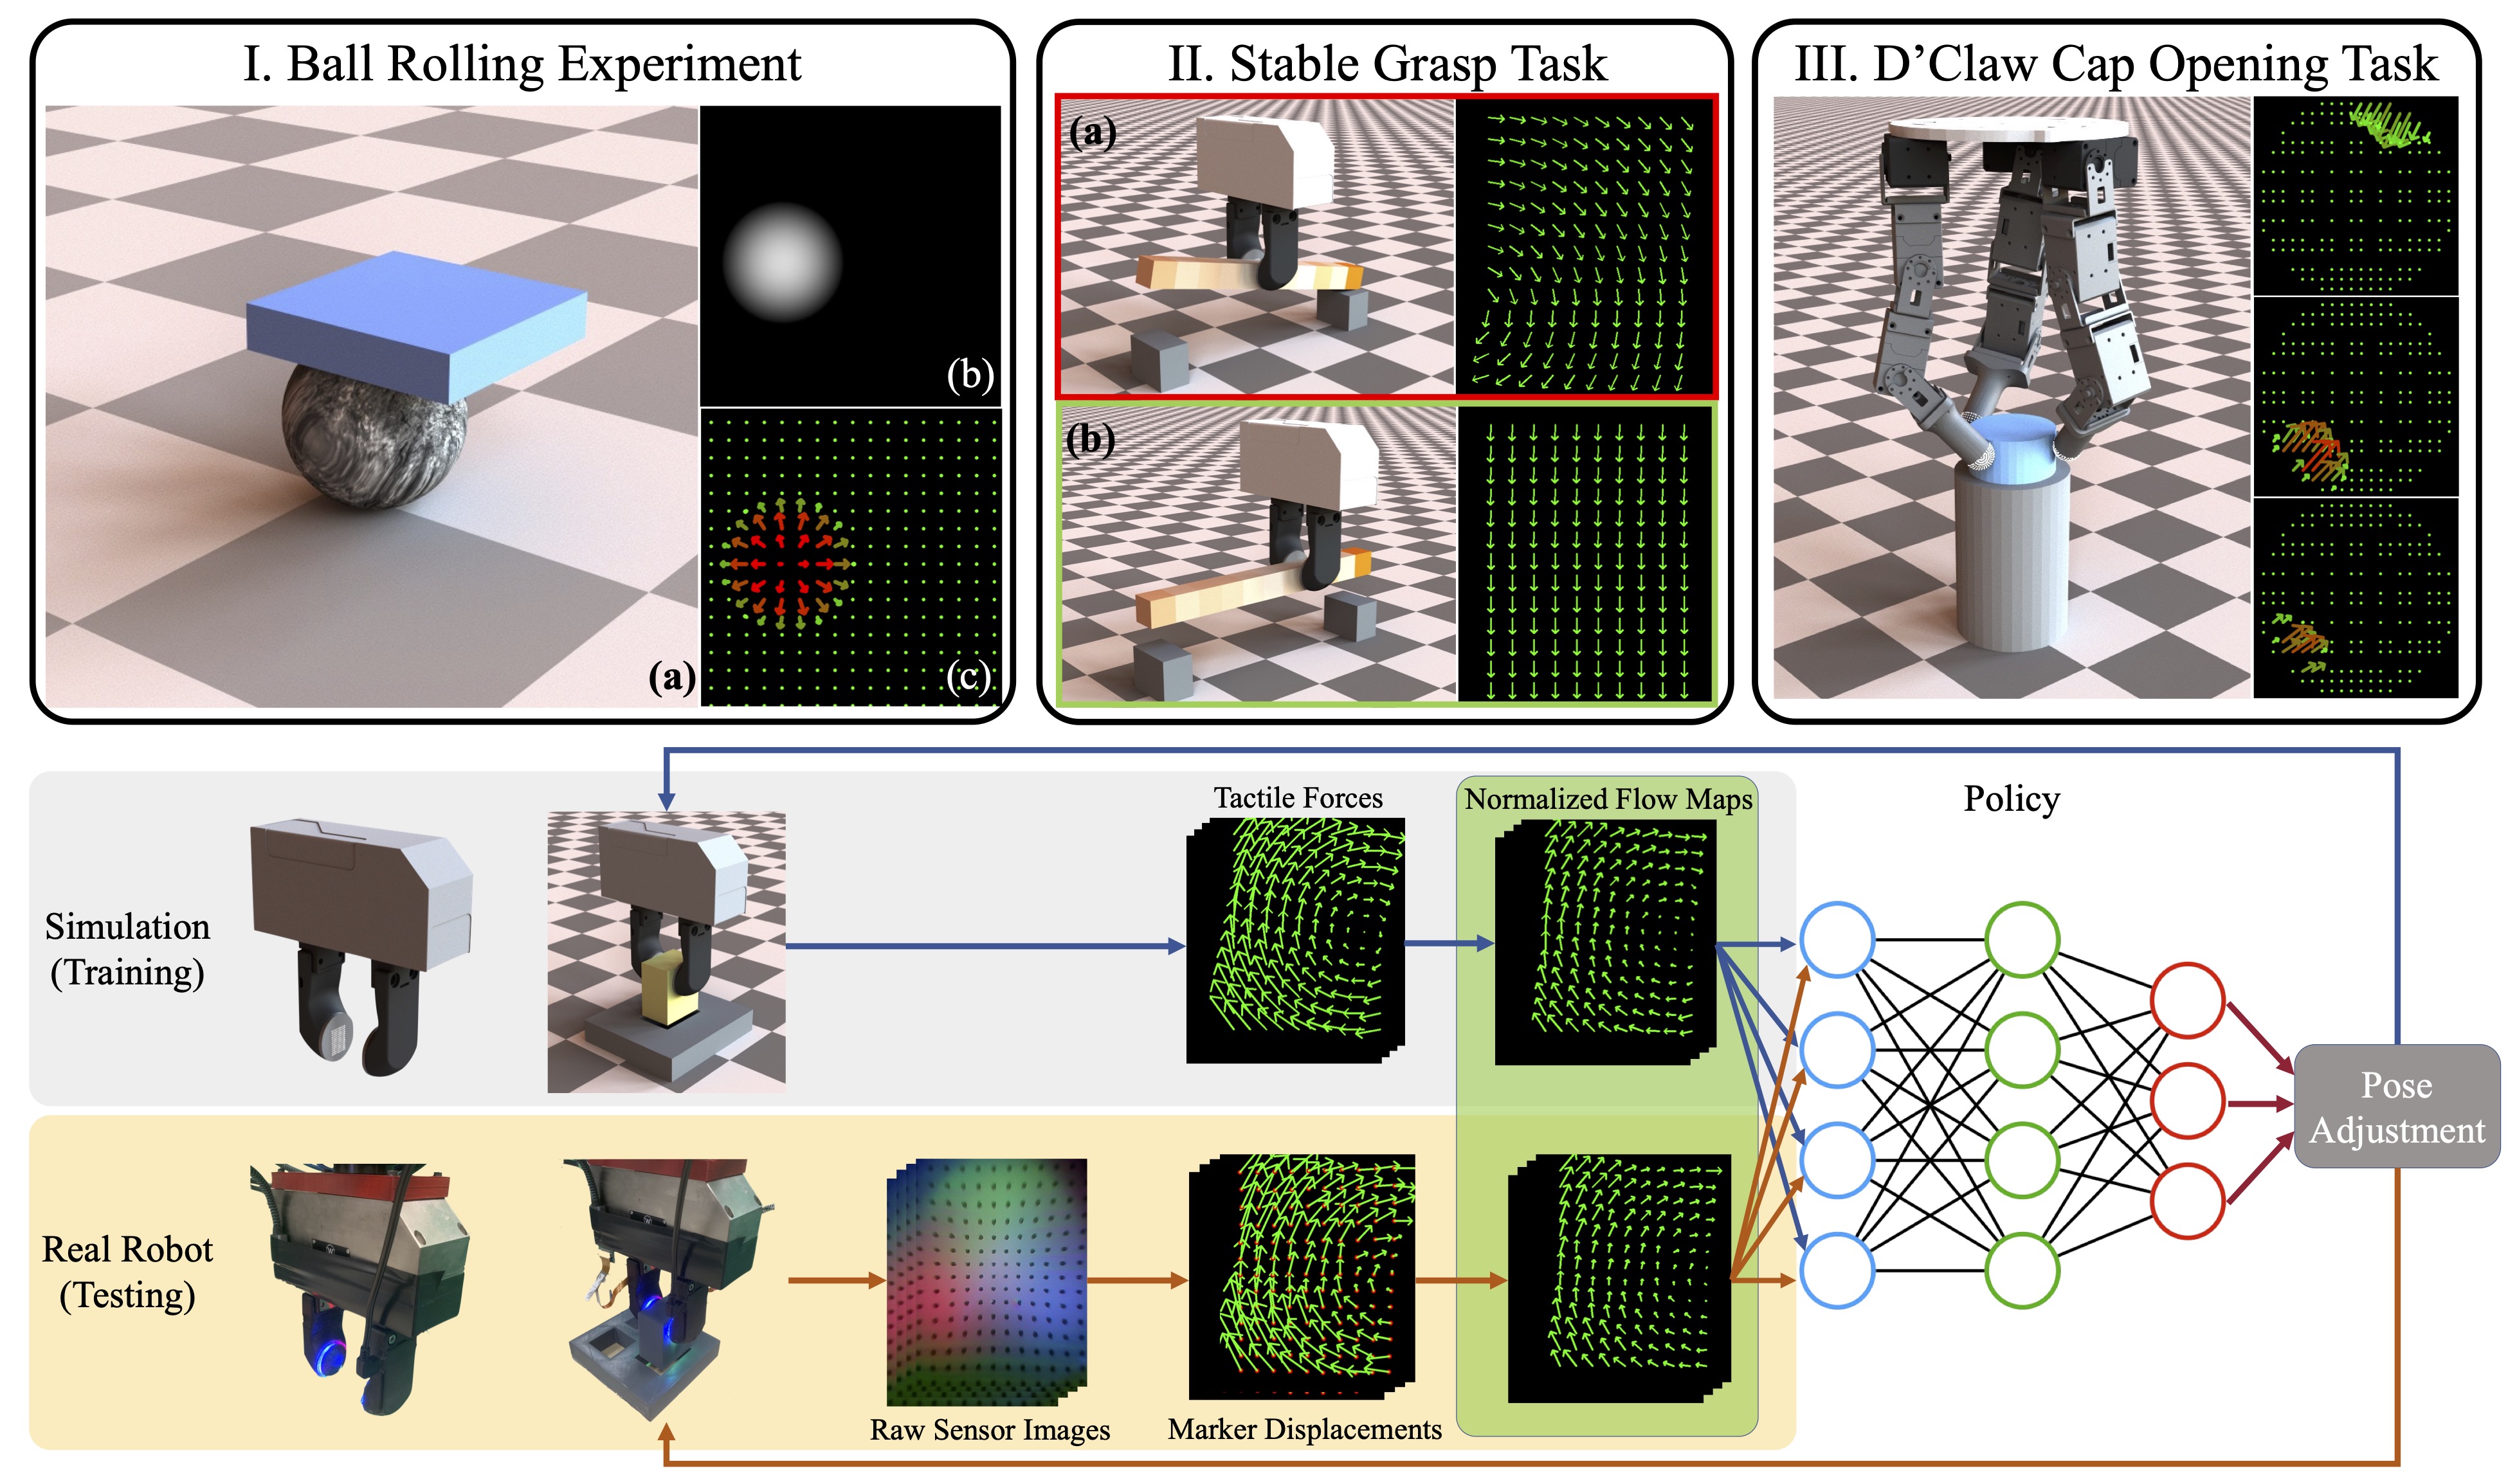 I. Ball Rolling Experiment
(a)
(b)
(c)
II. Stable Grasp Task
(a)
(b)
III. D’Claw Cap Opening Task
Simulation
(Training)
Tactile Forces
Normalized Flow Maps
Policy
Real Robot
(Testing)
Raw Sensor Images
Marker Displacements
Pose
Adjustment